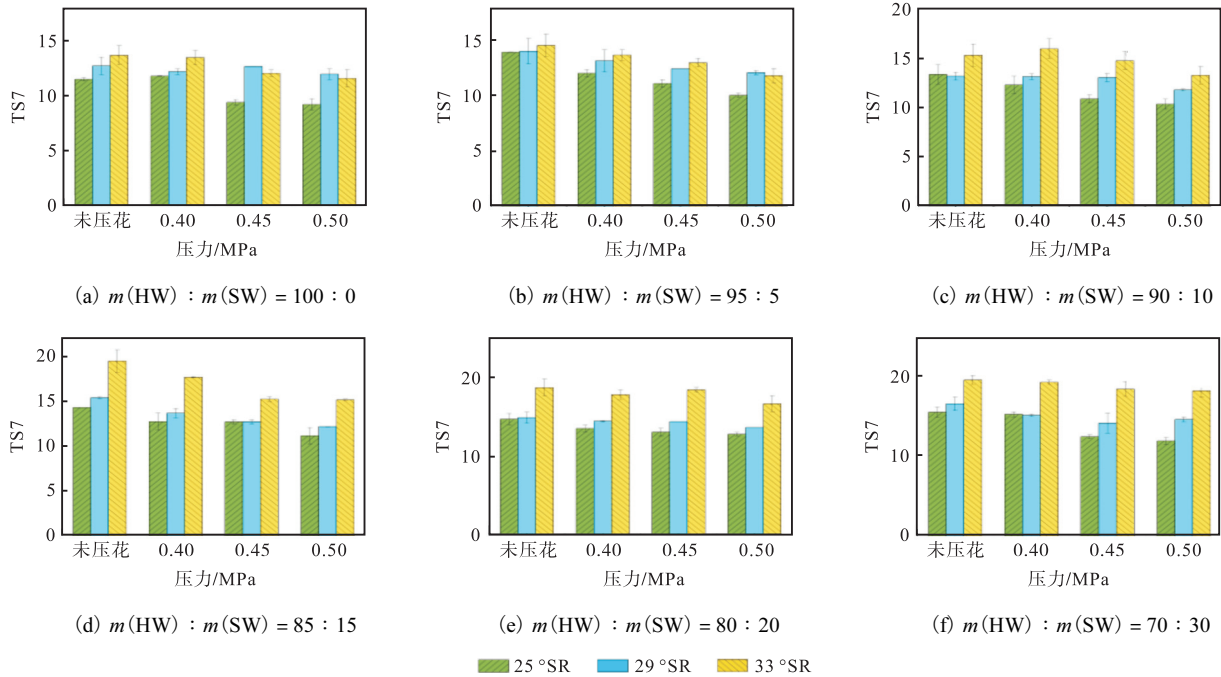 15
10
5
0
TS7
未压花 0.40 0.45 0.50
压力/MPa
(a) m(HW)：m(SW) = 100：0
15
10
5
0
TS7
未压花 0.40 0.45 0.50
压力/MPa
(b) m(HW)：m(SW) = 95：5
20
15
10
5
0
TS7
未压花 0.40 0.45 0.50
压力/MPa
(c) m(HW)：m(SW) = 90：10
20
15
10
5
0
TS7
未压花 0.40 0.45 0.50
压力/MPa
(d) m(HW)：m(SW) = 85：15
20
10
0
TS7
未压花 0.40 0.45 0.50
压力/MPa
(e) m(HW)：m(SW) = 80：20
20
10
0
TS7
未压花 0.40 0.45 0.50
压力/MPa
(f) m(HW)：m(SW) = 70：30
25 °SR 29 °SR 33 °SR